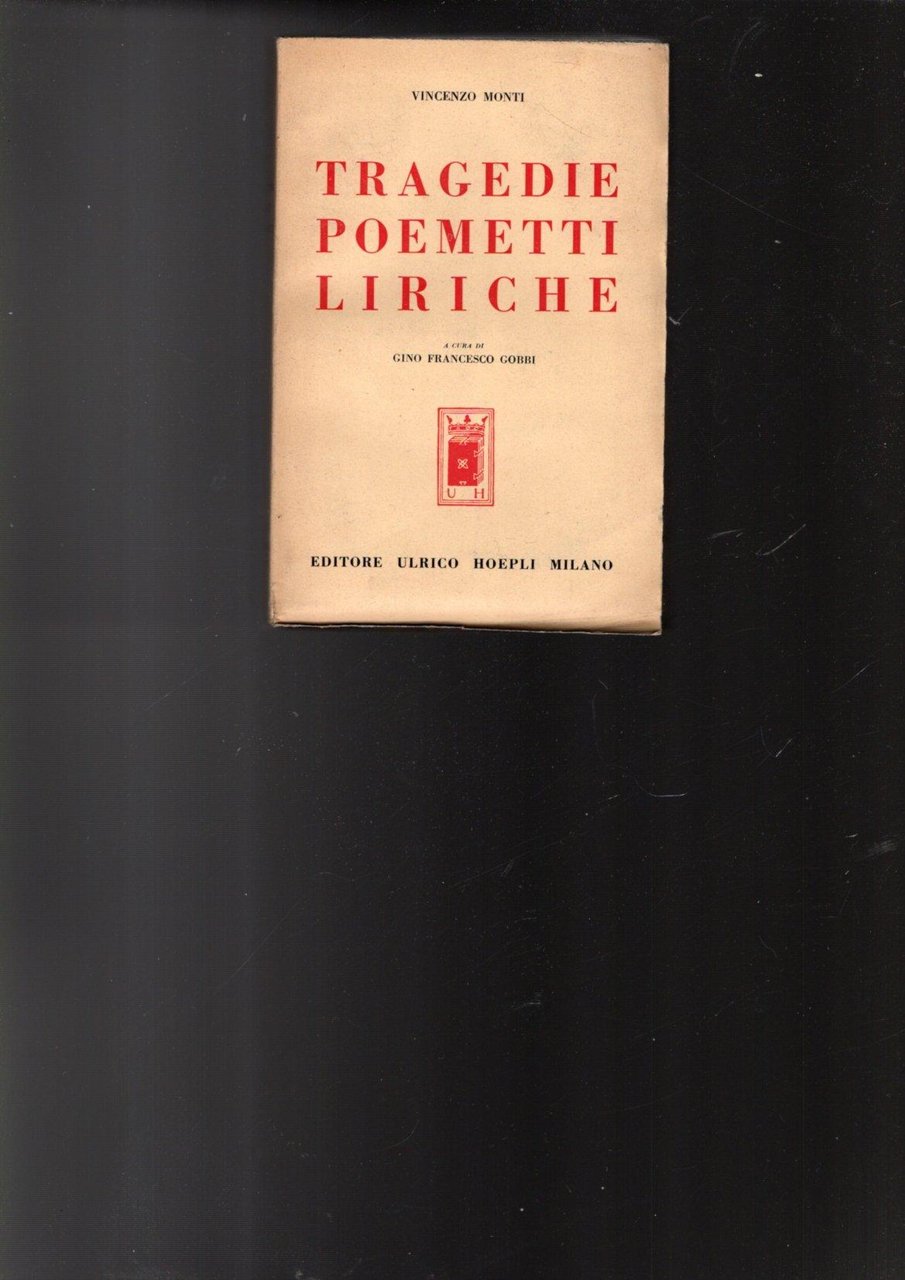 VINCENZO MONTI
TRAGEDIE
POEMETTI
LIRICHE
A CURA DI
GINO FRANCESCO GOBBI
U H
EDITORE ULRICO HOEPLI MILANO